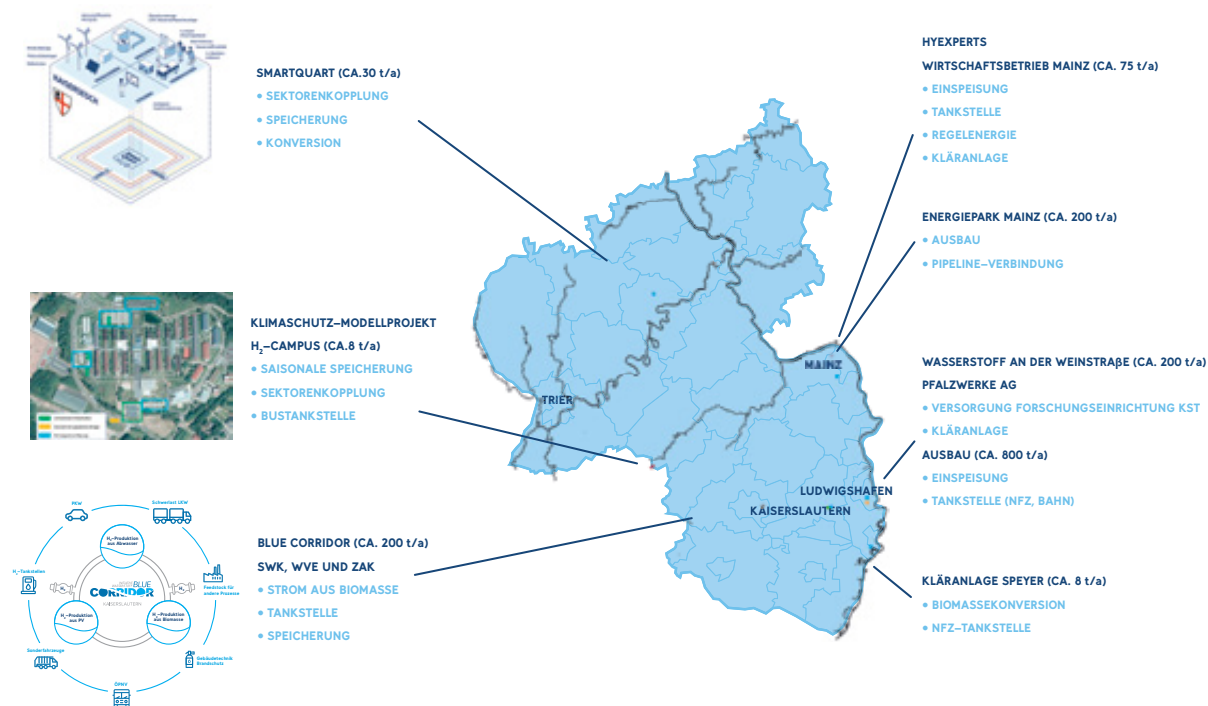 SMARTQUART (CA.30 t/a)
• SEKTORENKOPPLUNG
• SPEICHERUNG
• KONVERSION
KAISERSESCH
KLIMASCHUTZ–MODELLPROJEKT
H₂–CAMPUS (CA.8 t/a)
• SAISONALE SPEICHERUNG
• SEKTORENKOPPLUNG
• BUSTANKSTELLE
BLUE CORRIDOR (CA. 200 t/a)
SWK, WVE UND ZAK
• STROM AUS BIOMASSE
• TANKSTELLE
• SPEICHERUNG
PKW
Schwerlast LKW
H₂-Produktion
aus Abwasser
H₂-Tankstellen
Feedstock für
andere Prozesse
BLUE
CORRIDOR
KAISERSLAUTERN
H₂-Produktion
aus PV
H₂-Produktion
aus Biomasse
Sonderfahrzeuge
Gebäudetechnik
Brandschutz
ÖPNV
TRIER
MAINZ
LUDWIGSHAFEN
KAISERSLAUTERN
HYEXPERTS
WIRTSCHAFTSBETRIEB MAINZ (CA. 75 t/a)
• EINSPEISUNG
• TANKSTELLE
• REGELENERGIE
• KLÄRANLAGE
ENERGIEPARK MAINZ (CA. 200 t/a)
• AUSBAU
• PIPELINE–VERBINDUNG
WASSERSTOFF AN DER WEINSTRAβE (CA. 200 t/a)
PFALZWERKE AG
• VERSORGUNG FORSCHUNGSEINRICHTUNG KST
• KLÄRANLAGE
AUSBAU (CA. 800 t/a)
• EINSPEISUNG
• TANKSTELLE (NFZ, BAHN)
KLÄRANLAGE SPEYER (CA. 8 t/a)
• BIOMASSEKONVERSION
• NFZ–TANKSTELLE